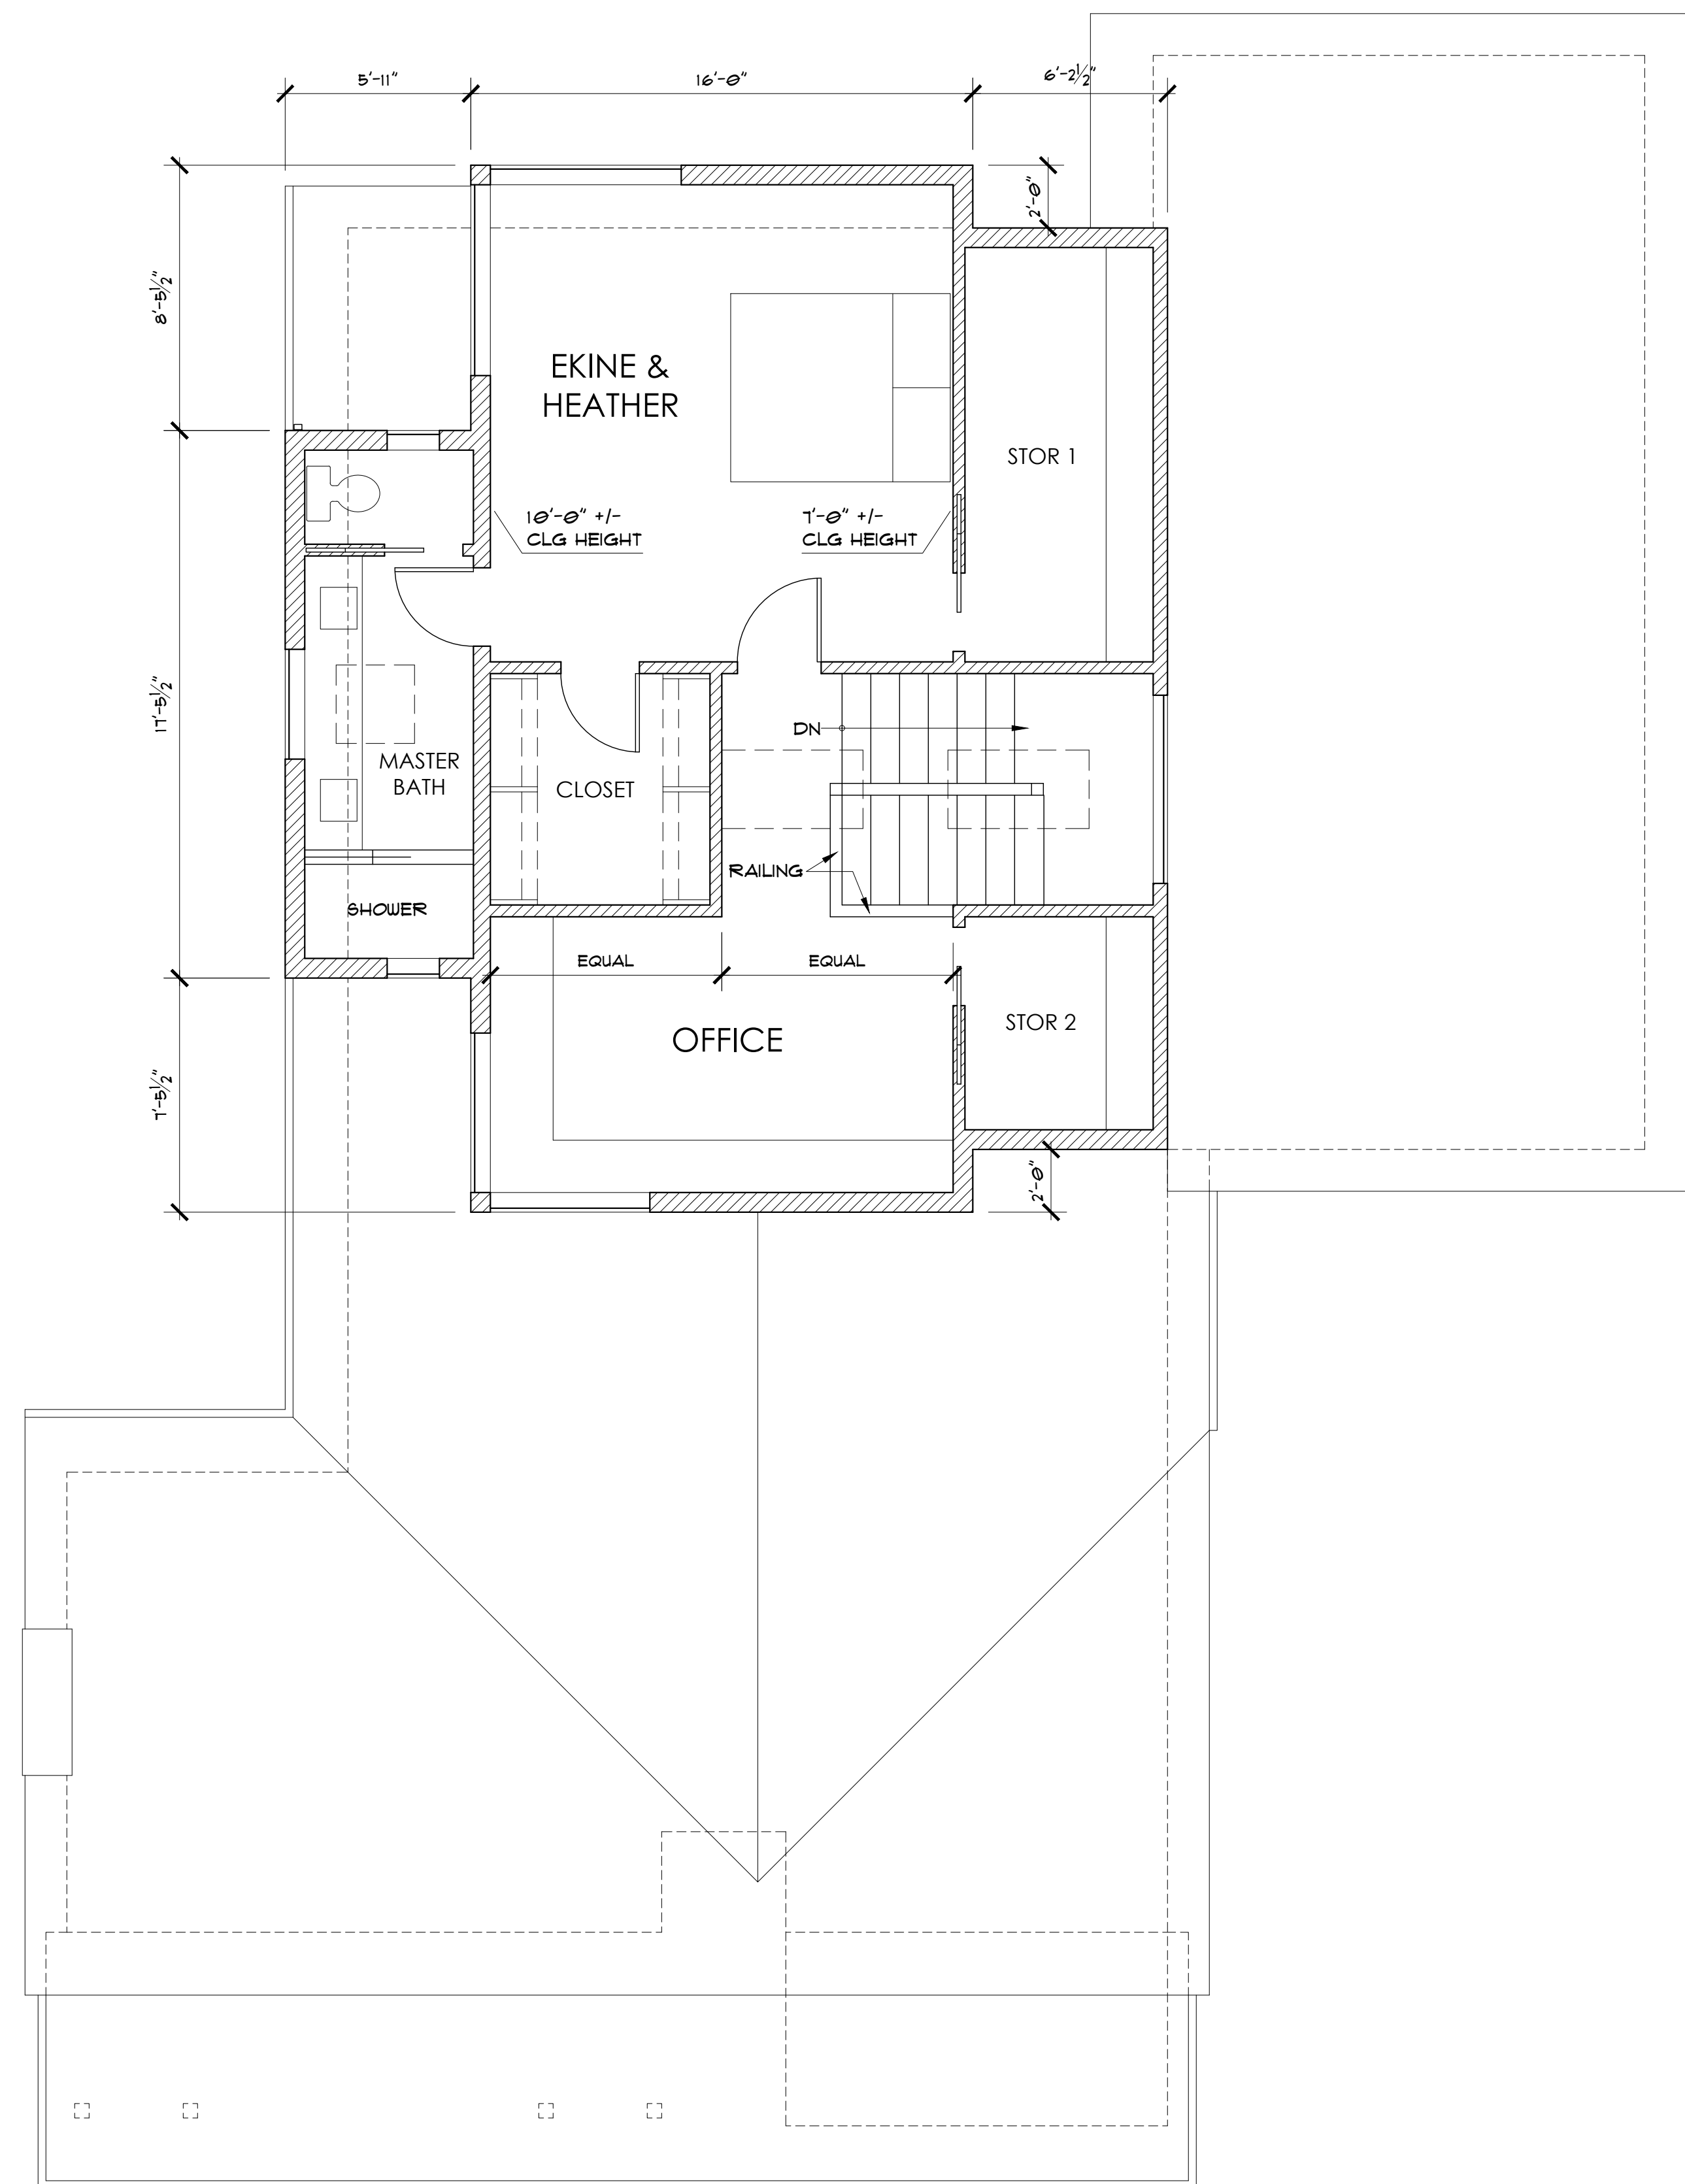 5'-11"
16'-0"
6'-2 1/2"
2'-0"
8'-5 1/2"
EKINE &
HEATHER
STOR 1
10'-0" +/-
CLG HEIGHT
7'-0" +/-
CLG HEIGHT
17'-5 1/2"
DN
MASTER
BATH
CLOSET
RAILING
SHOWER
EQUAL
EQUAL
OFFICE
STOR 2
7'-5 1/2"
2'-0"